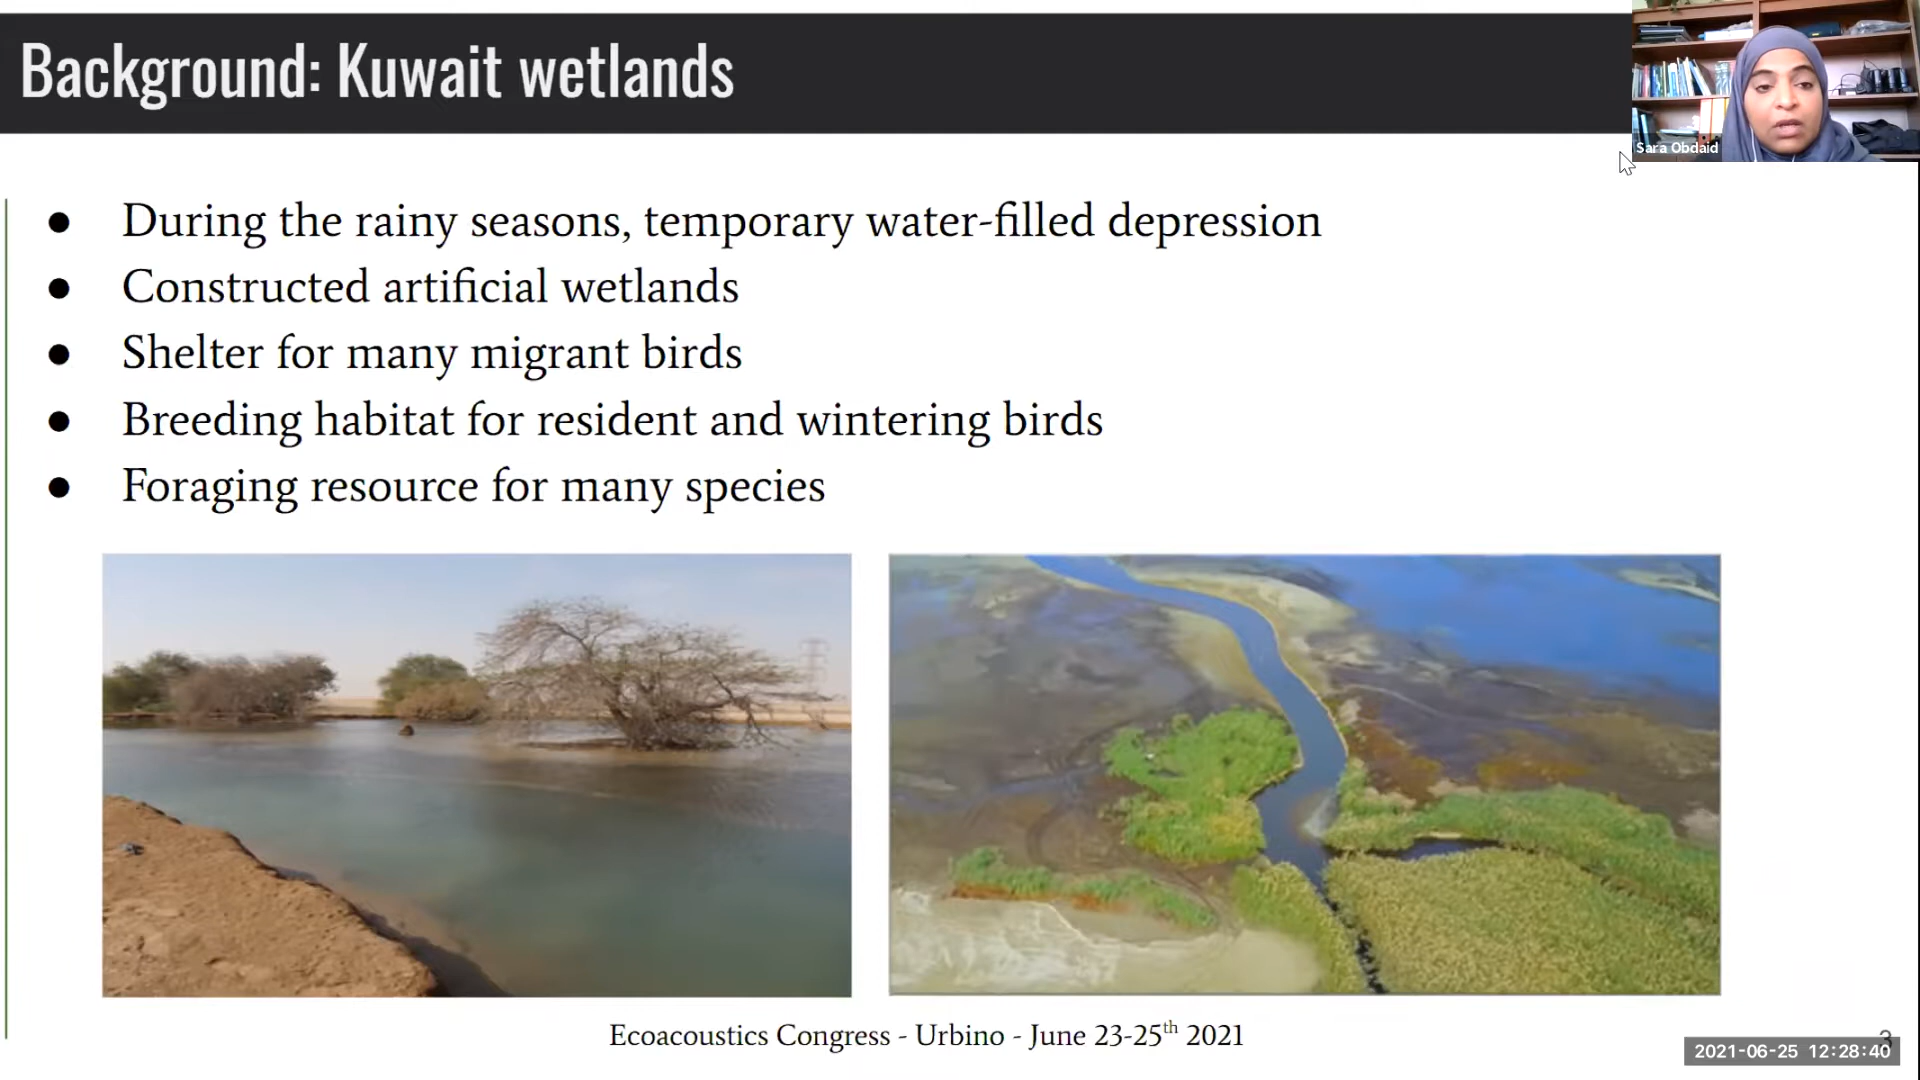 Background: Kuwait wetlands
Sara Obdaid
● During the rainy seasons, temporary water-filled depression
● Constructed artificial wetlands
● Shelter for many migrant birds
● Breeding habitat for resident and wintering birds
● Foraging resource for many species
Ecoacoustics Congress - Urbino - June 23-25th 2021
3
2021-06-25 12:28:40